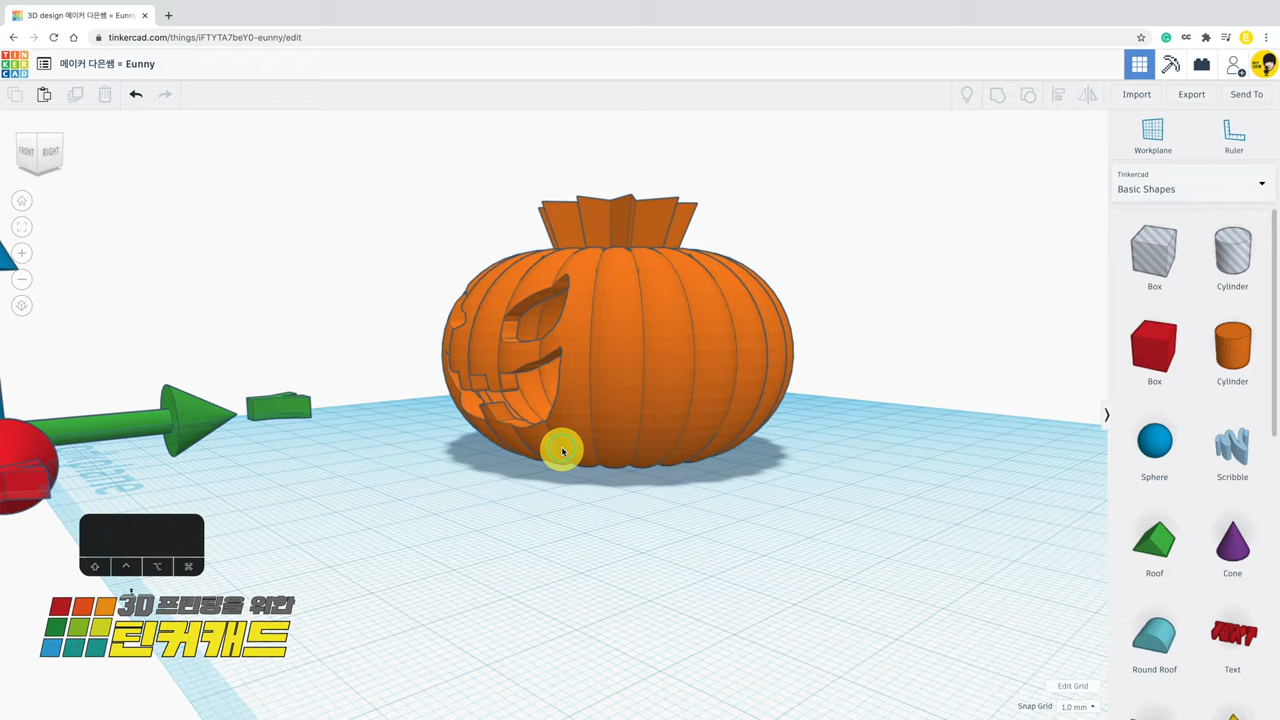 3D design 메이커 다은쌤 = Eunny
tinkercad.com/things/iFTYTA7beY0-eunny/edit
TIN
KER
CAD
메이커 다은쌤 = Eunny
Import
Export
Send To
FRONT
RIGHT
Workplane
Ruler
Tinkercad
Basic Shapes
Box
Cylinder
Box
Cylinder
Sphere
Scribble
Roof
Cone
Round Roof
TEXT
Text
3D 프린팅을 위한
틴커캐드
Edit Grid
Snap Grid
1.0 mm